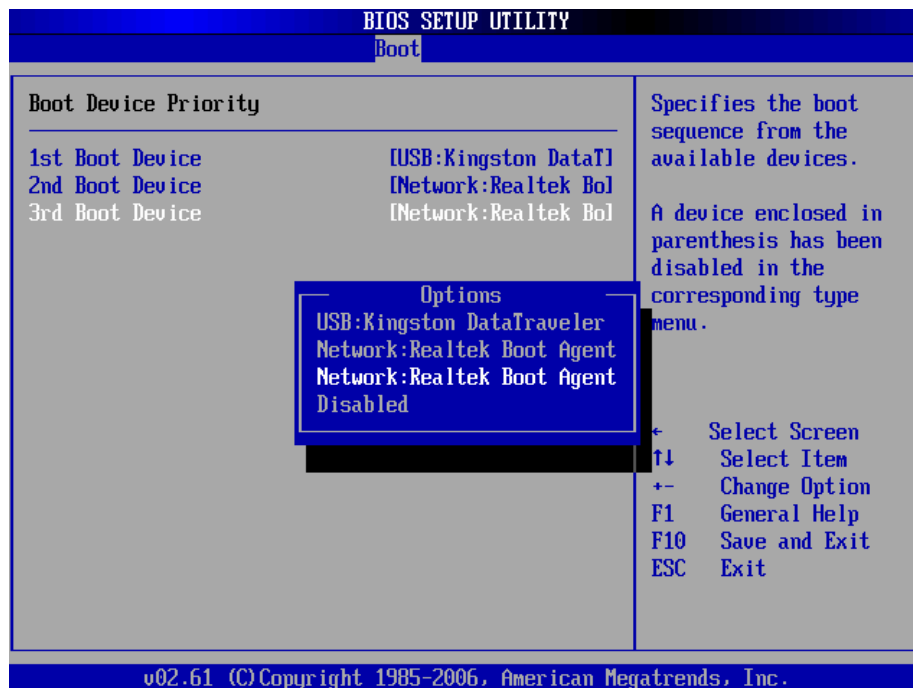 BIOS SETUP UTILITY
Boot
Boot Device Priority
1st Boot Device [USB:Kingston DataT]
2nd Boot Device [Network:Realtek Bo]
3rd Boot Device [Network:Realtek Bo]
Options
USB:Kingston DataTraveler
Network:Realtek Boot Agent
Network:Realtek Boot Agent
Disabled
Specifies the boot
sequence from the
available devices.
A device enclosed in
parenthesis has been
disabled in the
corresponding type
menu.
← Select Screen
↑↓ Select Item
+- Change Option
F1 General Help
F10 Save and Exit
ESC Exit
v02.61 (C)Copyright 1985-2006, American Megatrends, Inc.